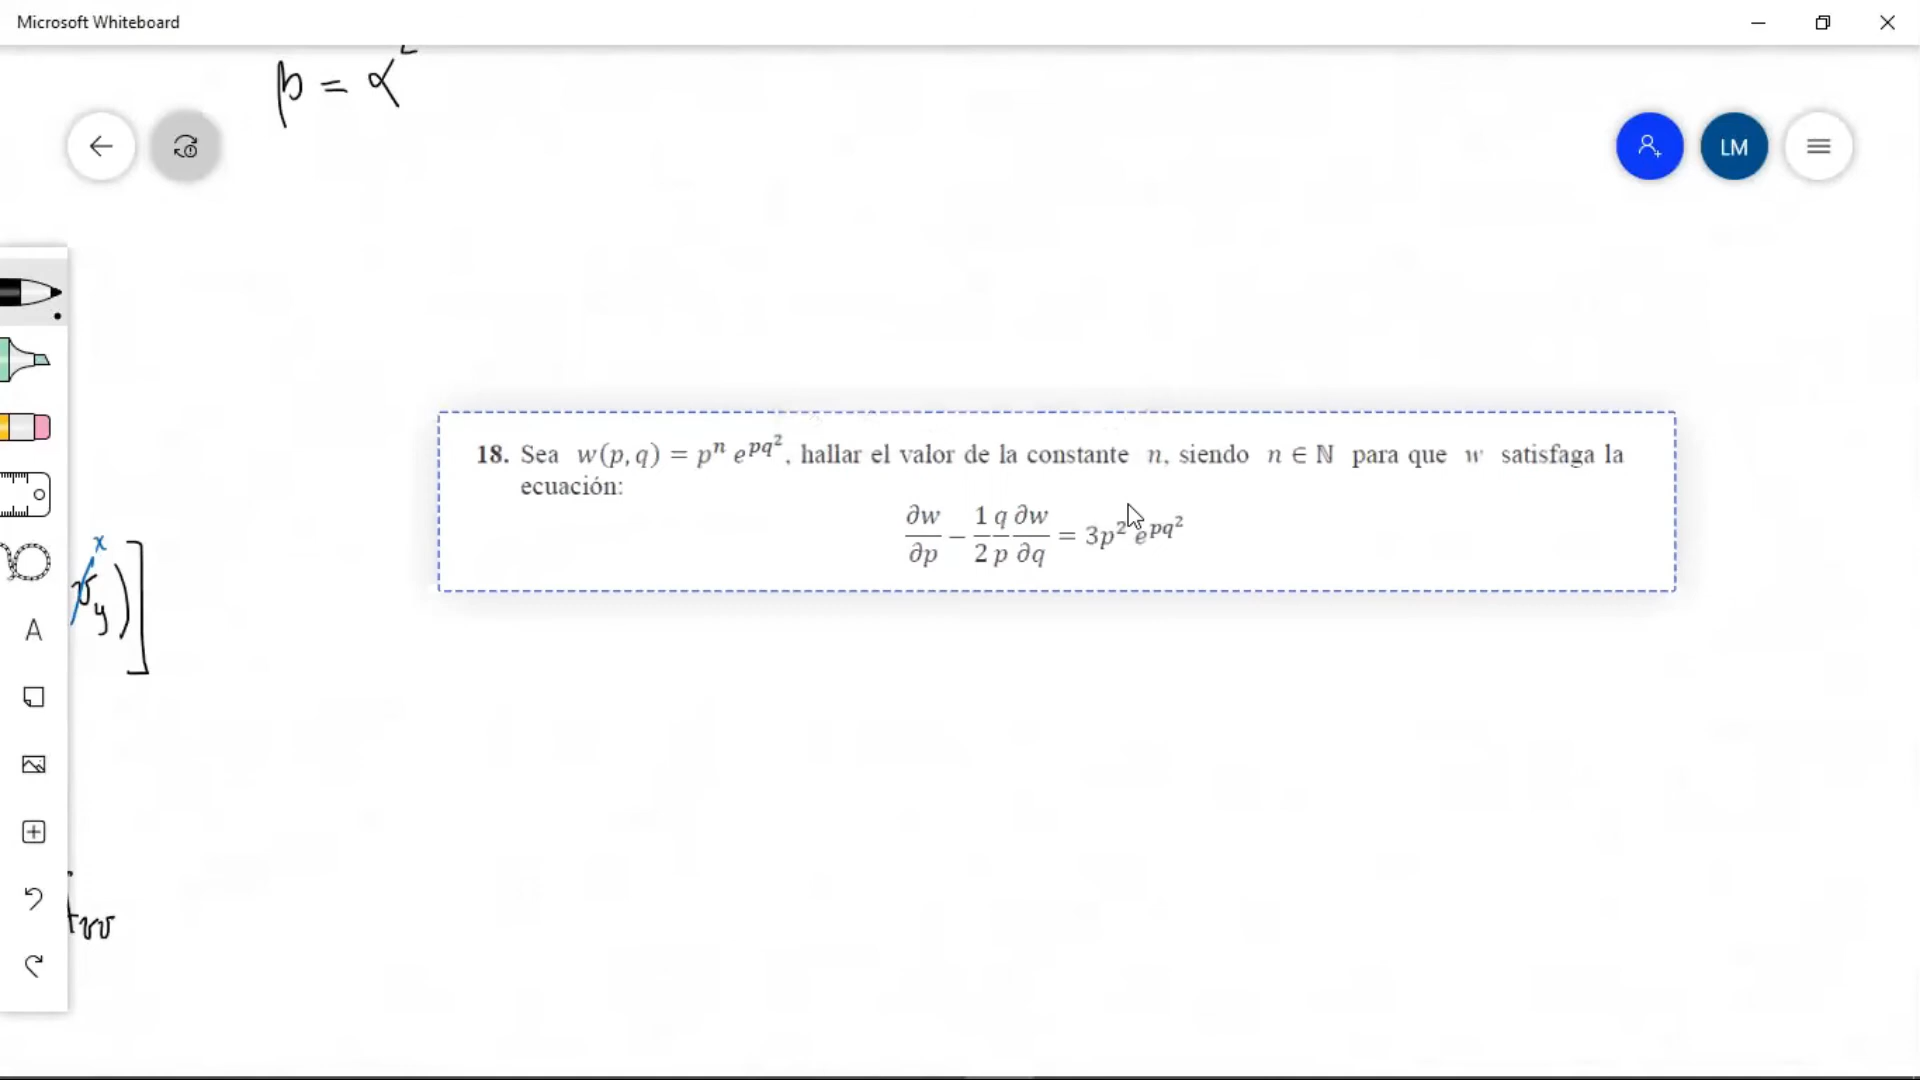 Microsoft Whiteboard
β = α²
LM
18. Sea w(p,q) = pⁿ e^{pq²}, hallar el valor de la constante n, siendo n ∈ ℕ para que w satisfaga la
ecuación:
∂w/∂p − 1/2 q/p ∂w/∂q = 3p² e^{pq²}
x
y)]
A